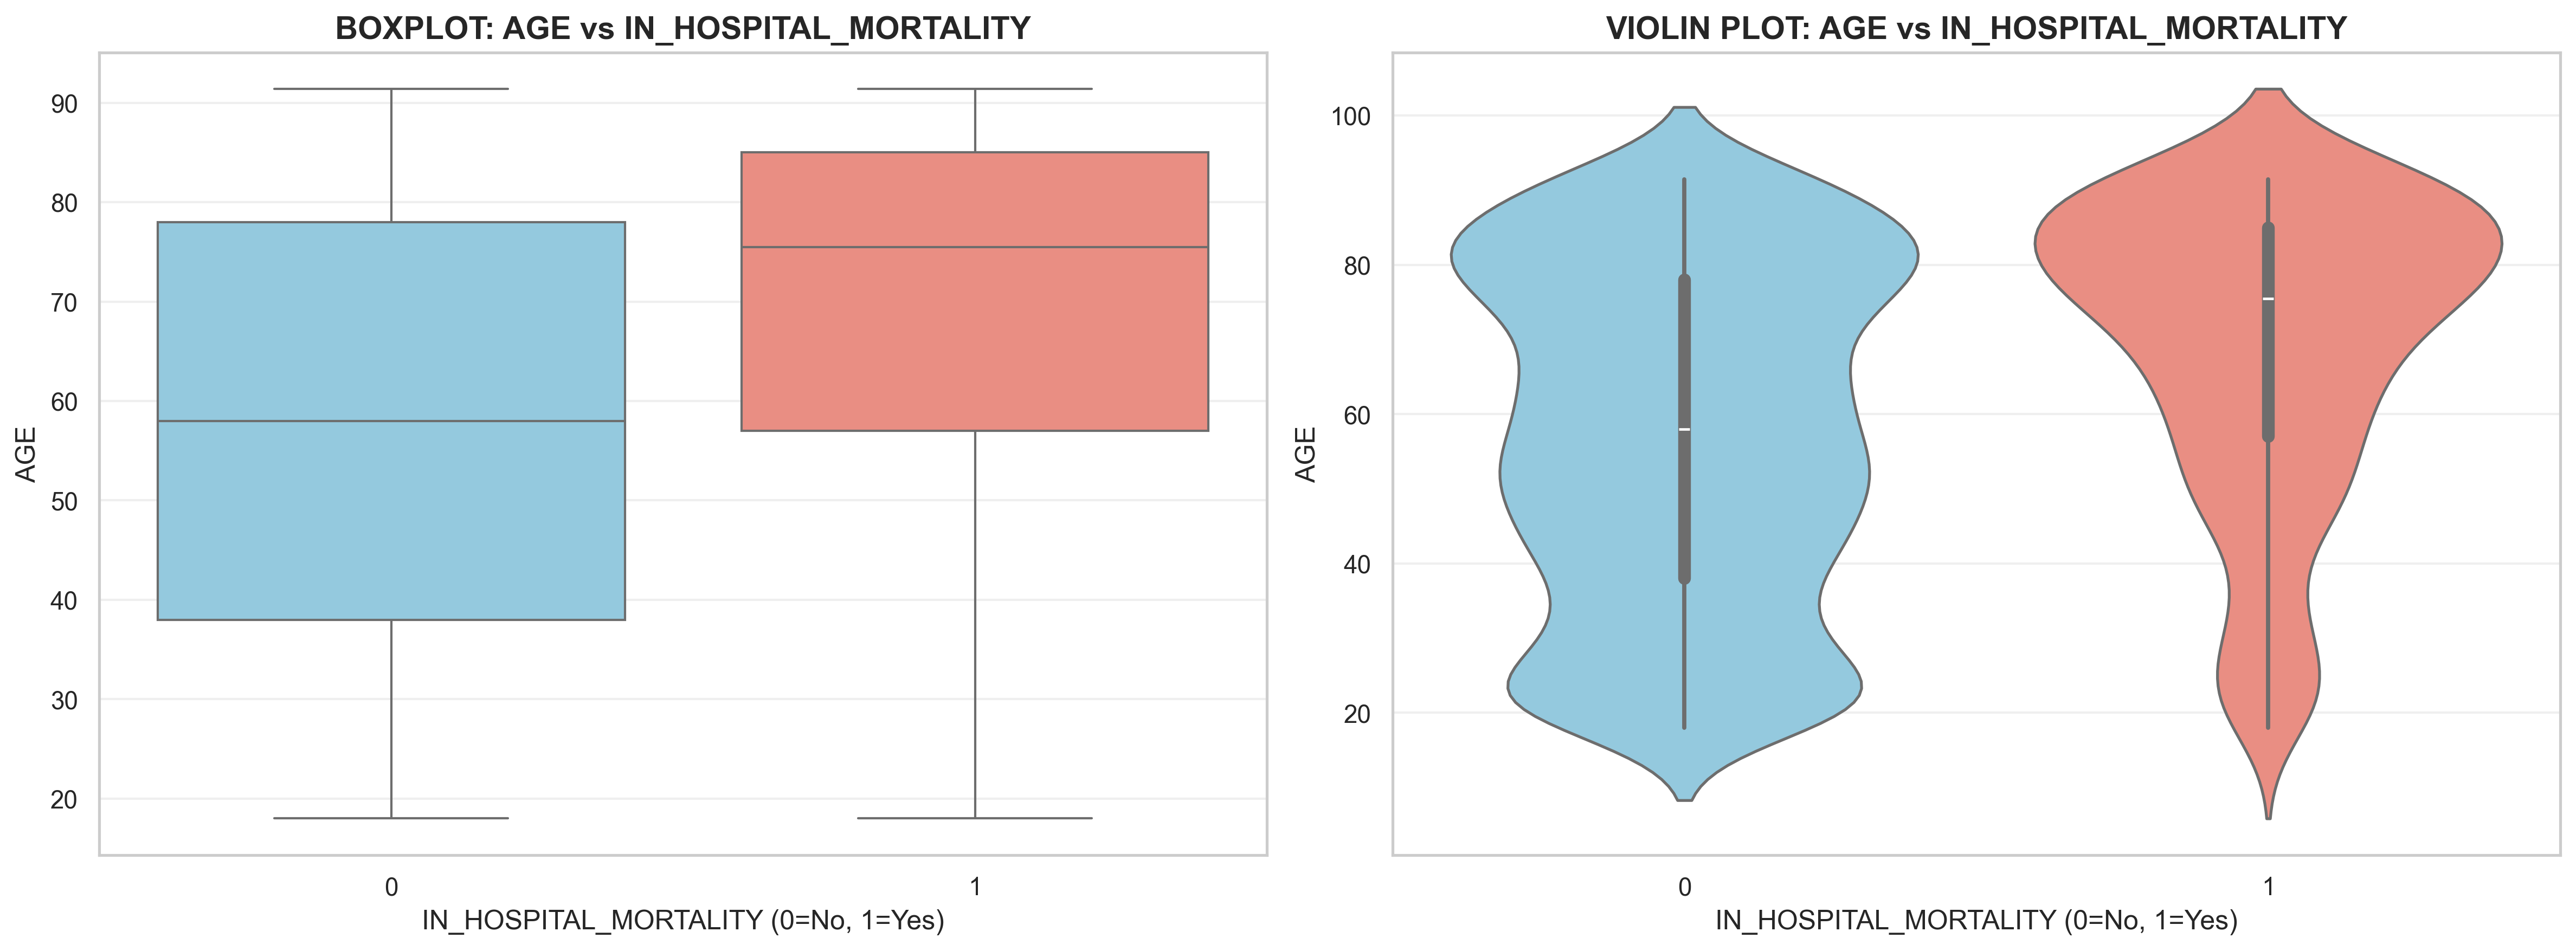 BOXPLOT: AGE vs IN_HOSPITAL_MORTALITY
90
80
70
60
50
40
30
20
AGE
0
1
IN_HOSPITAL_MORTALITY (0=No, 1=Yes)
VIOLIN PLOT: AGE vs IN_HOSPITAL_MORTALITY
100
80
60
40
20
AGE
0
1
IN_HOSPITAL_MORTALITY (0=No, 1=Yes)